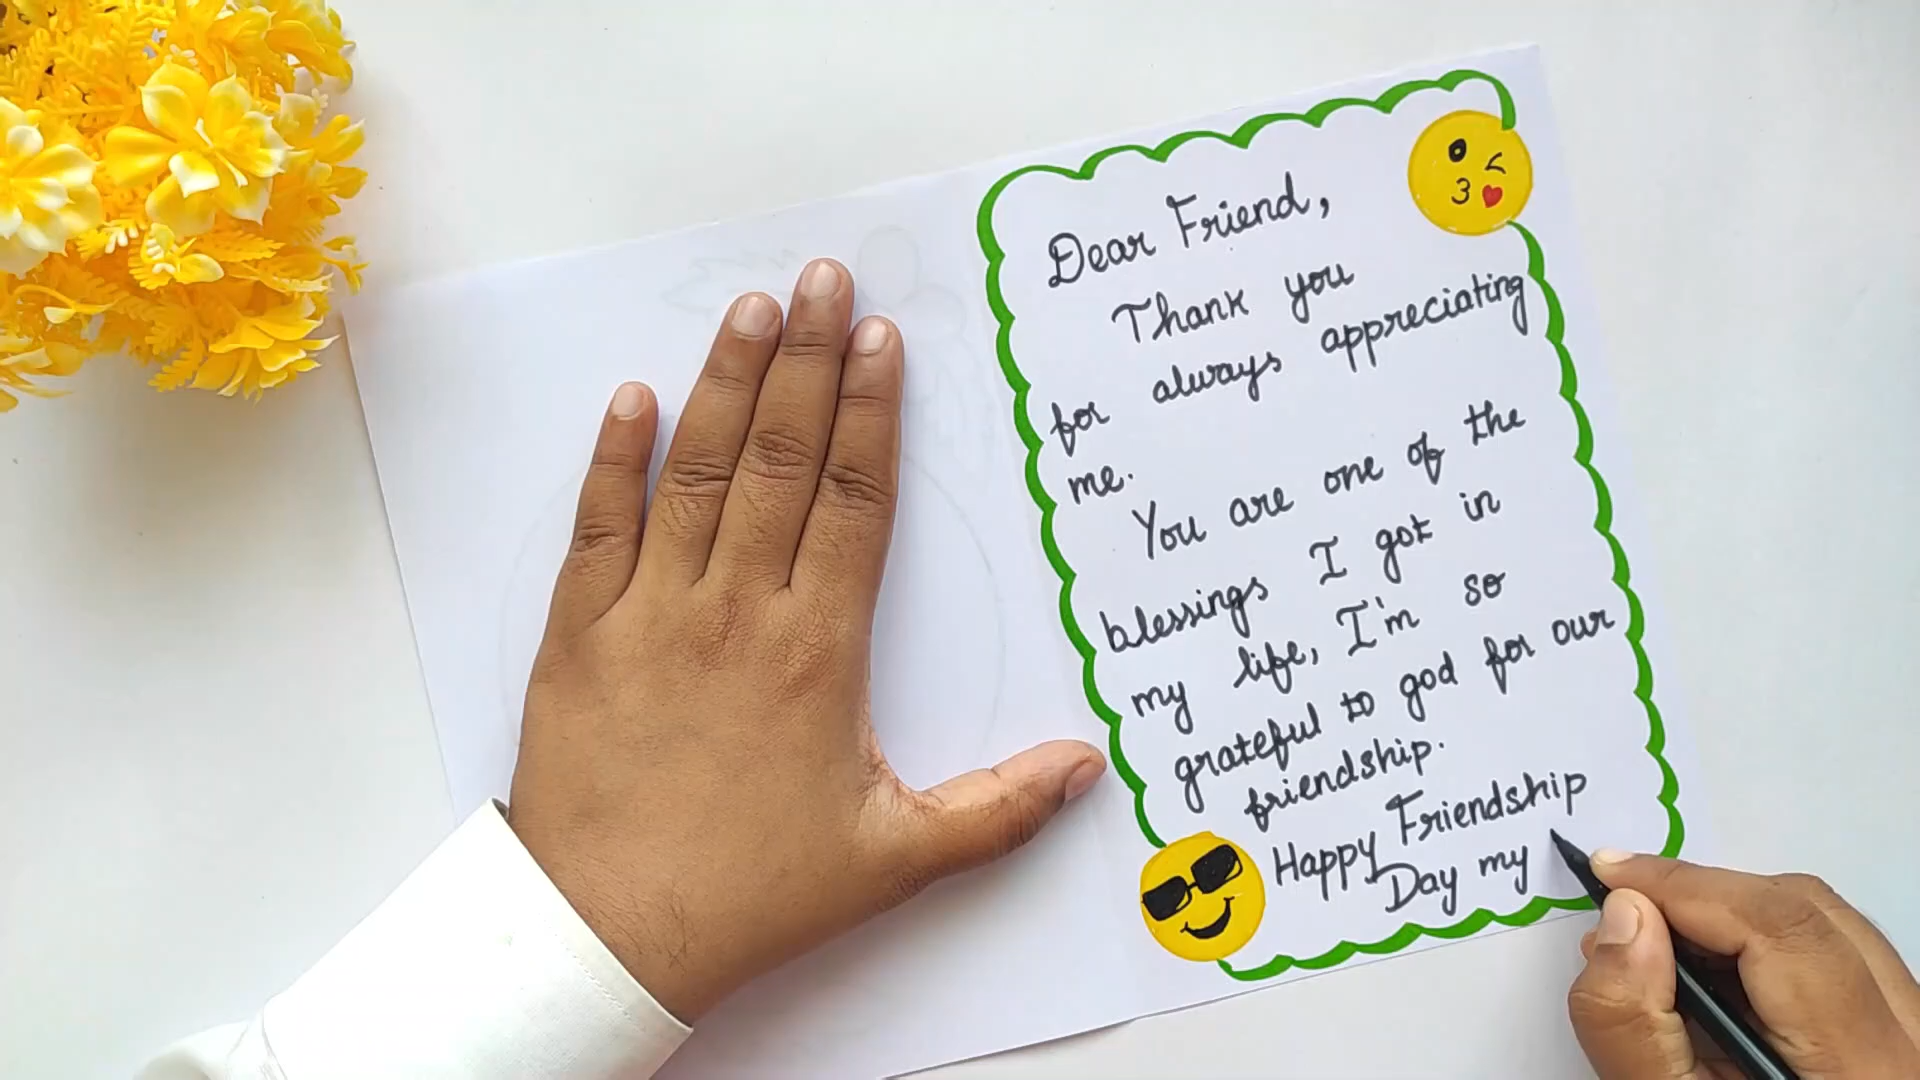 Dear Friend,
Thank you
for always appreciating
me.
You are one of the
blessings I got in
my life, I'm so
grateful to god for our
friendship.
Happy Friendship
Day my